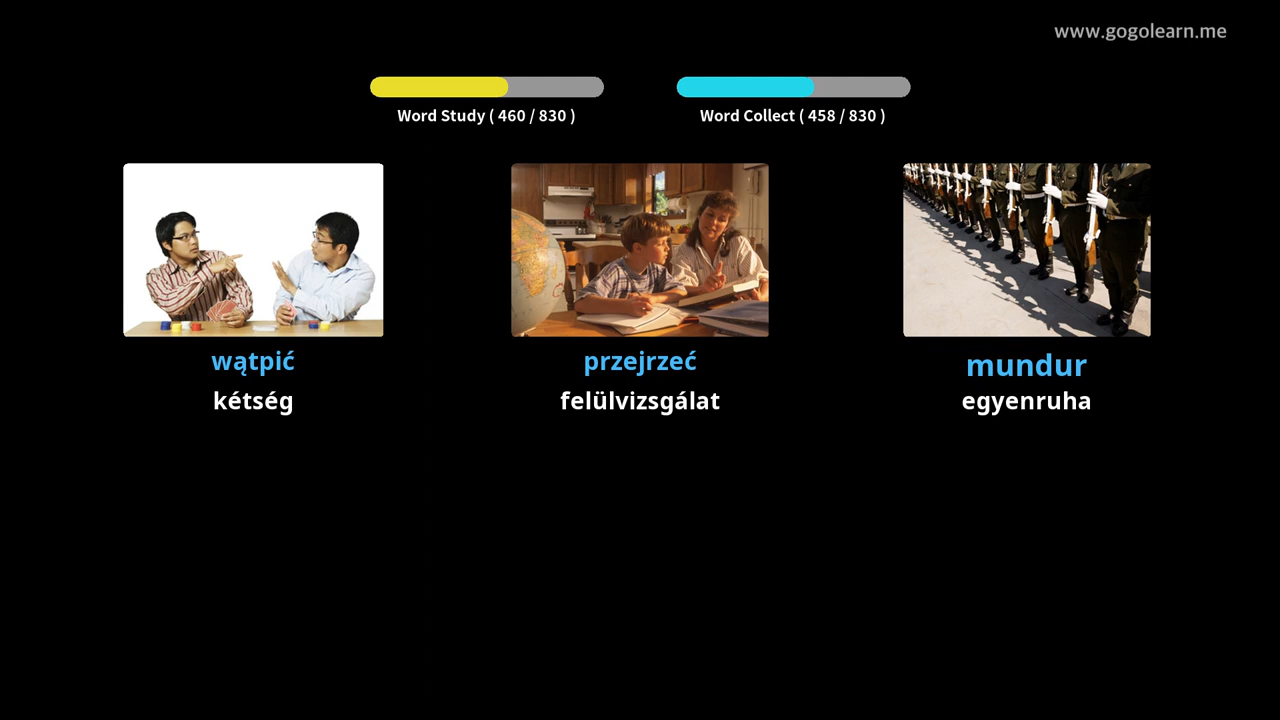 www.gogolearn.me
Word Study ( 460 / 830 )
Word Collect ( 458 / 830 )
wątpić
kétség
przejrzeć
felülvizsgálat
mundur
egyenruha